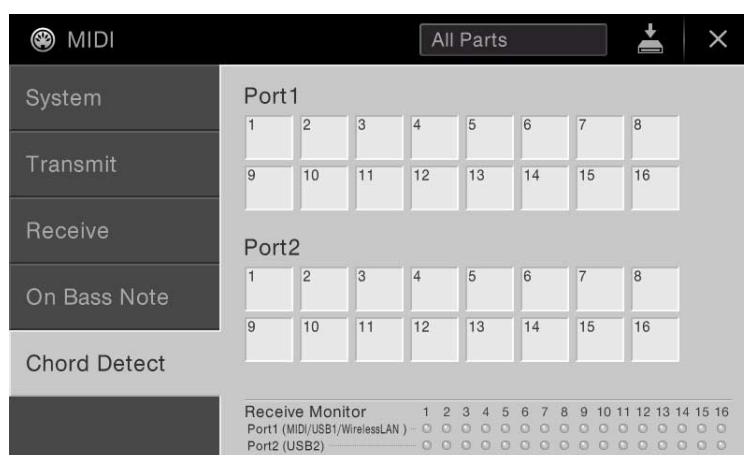 MIDI
All Parts
System
Transmit
Receive
On Bass Note
Chord Detect
Port1
1 2 3 4 5 6 7 8
9 10 11 12 13 14 15 16
Port2
1 2 3 4 5 6 7 8
9 10 11 12 13 14 15 16
Receive Monitor 1 2 3 4 5 6 7 8 9 10 11 12 13 14 15 16
Port1 (MIDI/USB1/WirelessLAN )
Port2 (USB2)